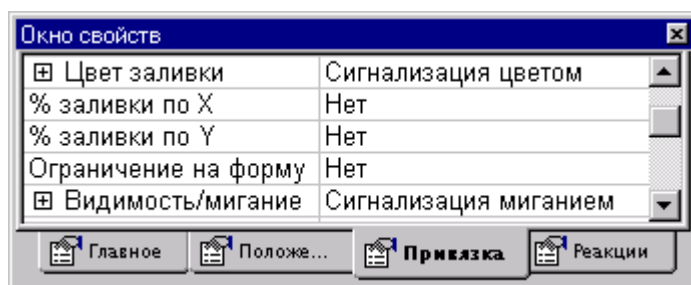 Окно свойств
Цвет заливки Сигнализация цветом
% заливки по X Нет
% заливки по Y Нет
Ограничение на форму Нет
Видимость/мигание Сигнализация миганием
Главное Положе... Привязка Реакции